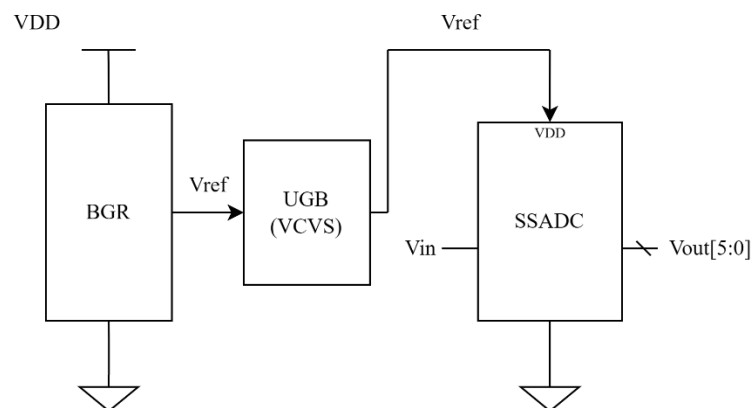 VDD
Vref
VDD
BGR
Vref
UGB
(VCVS)
SSADC
Vin
Vout[5:0]